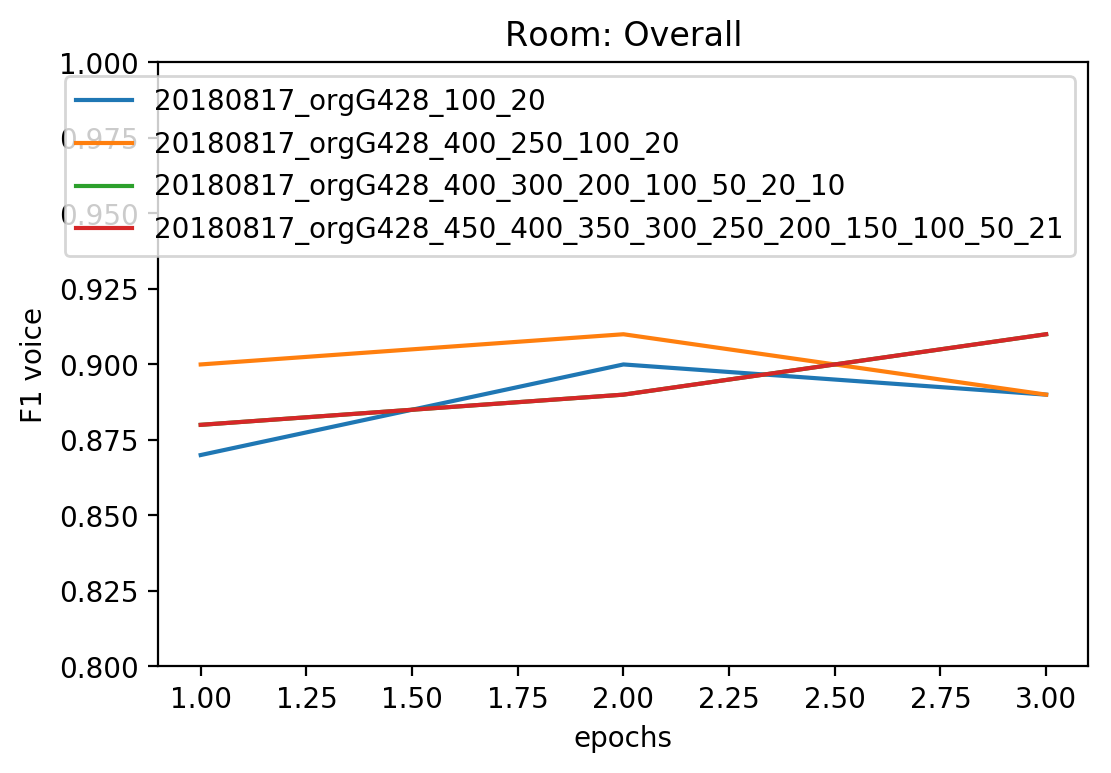 Room: Overall
1.000
20180817_orgG428_100_20
0.975
20180817_orgG428_400_250_100_20
20180817_orgG428_400_300_200_100_50_20_10
0.950
20180817_orgG428_450_400_350_300_250_200_150_100_50_21
0.925
0.900
F1 voice
0.875
0.850
0.825
0.800
1.00 1.25 1.50 1.75 2.00 2.25 2.50 2.75 3.00
epochs